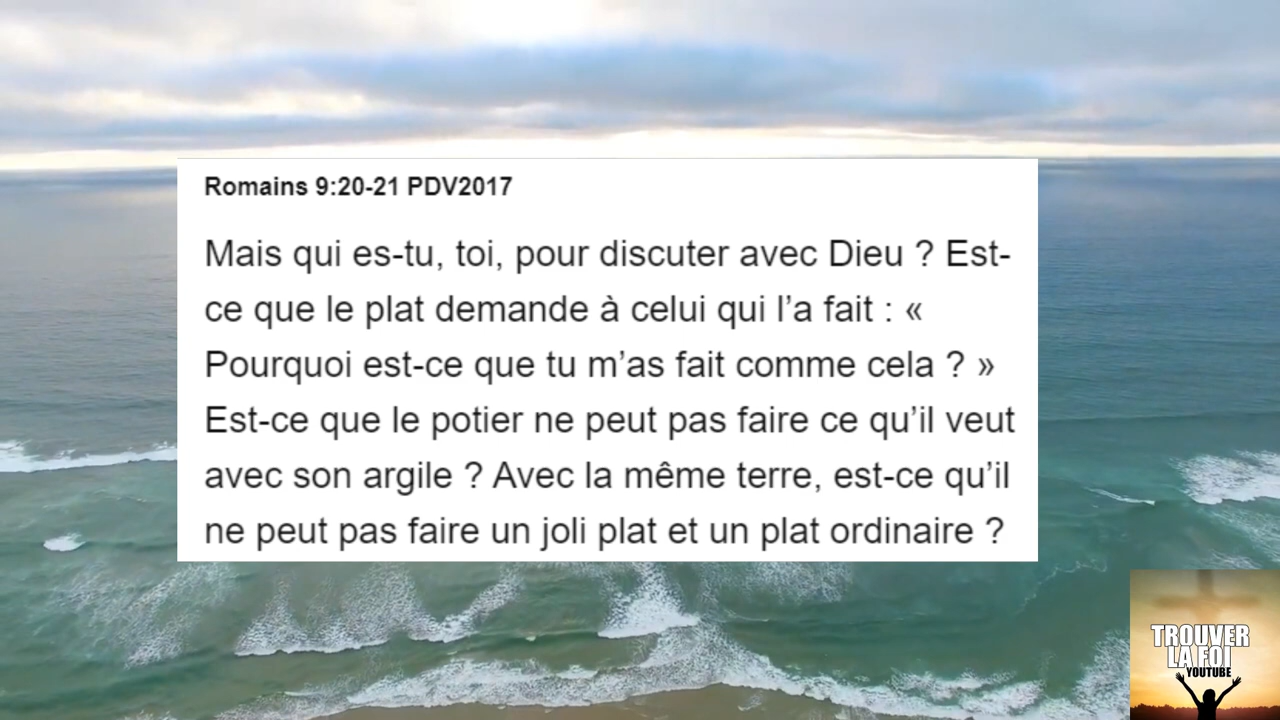 Romains 9:20-21 PDV2017
Mais qui es-tu, toi, pour discuter avec Dieu ? Est-
ce que le plat demande à celui qui l’a fait : «
Pourquoi est-ce que tu m’as fait comme cela ? »
Est-ce que le potier ne peut pas faire ce qu’il veut
avec son argile ? Avec la même terre, est-ce qu’il
ne peut pas faire un joli plat et un plat ordinaire ?
TROUVER
LA FOI
YOUTUBE